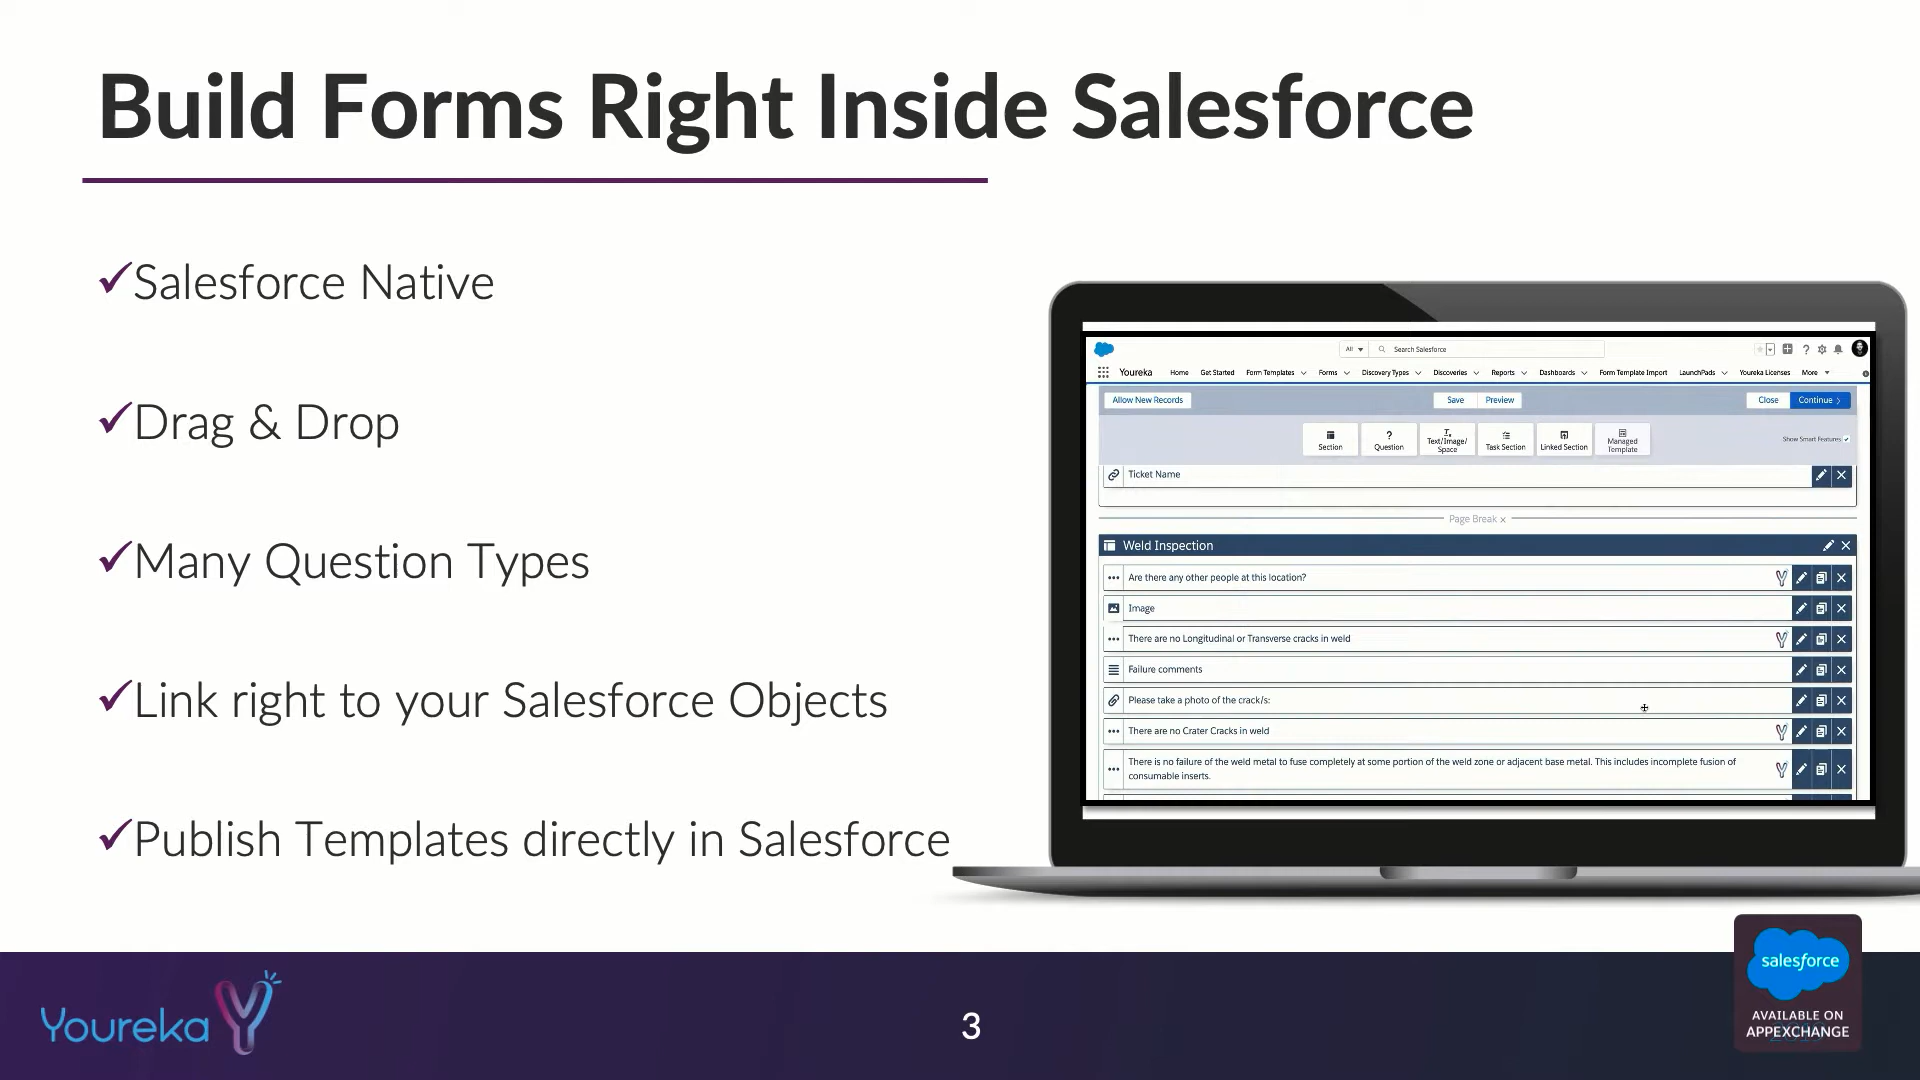 Build Forms Right Inside Salesforce
✓Salesforce Native
✓Drag & Drop
✓Many Question Types
✓Link right to your Salesforce Objects
✓Publish Templates directly in Salesforce
All
Search Salesforce
Youreka Home Get Started Form Templates Forms Discovery Types Discoveries Reports Dashboards Form Template Import LaunchPads Youreka Licenses More
Allow New Records Save Preview Close Continue
Section Question Text/Image/ Space Task Section Linked Section Managed Template Show Smart Features
Ticket Name
Page Break x
Weld Inspection
Are there any other people at this location?
Image
There are no Longitudinal or Transverse cracks in weld
Failure comments
Please take a photo of the crack/s:
There are no Crater Cracks in weld
There is no failure of the weld metal to fuse completely at some portion of the weld zone or adjacent base metal. This includes incomplete fusion of
consumable inserts.
Youreka
3
salesforce
AVAILABLE ON
APPEXCHANGE